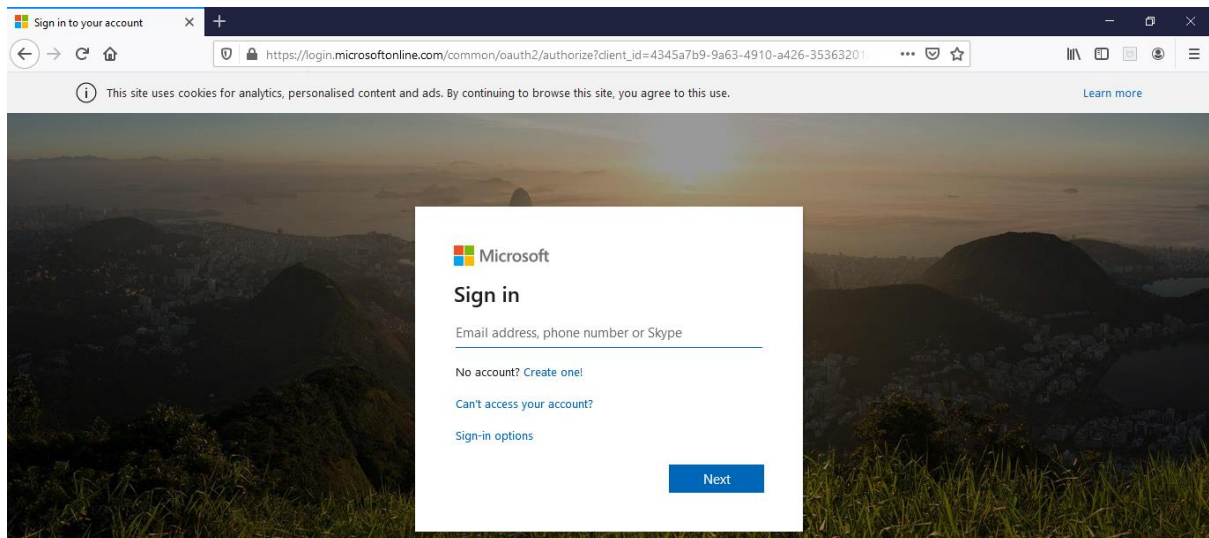 Sign in to your account
https://login.microsoftonline.com/common/oauth2/authorize?client_id=4345a7b9-9a63-4910-a426-35363201
This site uses cookies for analytics, personalised content and ads. By continuing to browse this site, you agree to this use.
Learn more
Microsoft
Sign in
Email address, phone number or Skype
No account? Create one!
Can't access your account?
Sign-in options
Next